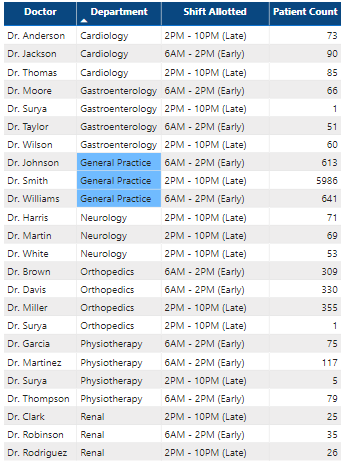 Doctor Department Shift Allotted Patient Count
Dr. Anderson Cardiology 2PM - 10PM (Late) 73
Dr. Jackson Cardiology 6AM - 2PM (Early) 90
Dr. Thomas Cardiology 2PM - 10PM (Late) 85
Dr. Moore Gastroenterology 6AM - 2PM (Early) 66
Dr. Surya Gastroenterology 2PM - 10PM (Late) 1
Dr. Taylor Gastroenterology 6AM - 2PM (Early) 51
Dr. Wilson Gastroenterology 2PM - 10PM (Late) 60
Dr. Johnson General Practice 6AM - 2PM (Early) 613
Dr. Smith General Practice 2PM - 10PM (Late) 5986
Dr. Williams General Practice 6AM - 2PM (Early) 641
Dr. Harris Neurology 2PM - 10PM (Late) 71
Dr. Martin Neurology 2PM - 10PM (Late) 69
Dr. White Neurology 2PM - 10PM (Late) 53
Dr. Brown Orthopedics 6AM - 2PM (Early) 309
Dr. Davis Orthopedics 6AM - 2PM (Early) 330
Dr. Miller Orthopedics 2PM - 10PM (Late) 355
Dr. Surya Orthopedics 2PM - 10PM (Late) 1
Dr. Garcia Physiotherapy 6AM - 2PM (Early) 75
Dr. Martinez Physiotherapy 6AM - 2PM (Early) 117
Dr. Surya Physiotherapy 2PM - 10PM (Late) 5
Dr. Thompson Physiotherapy 6AM - 2PM (Early) 79
Dr. Clark Renal 2PM - 10PM (Late) 25
Dr. Robinson Renal 6AM - 2PM (Early) 35
Dr. Rodriguez Renal 2PM - 10PM (Late) 26